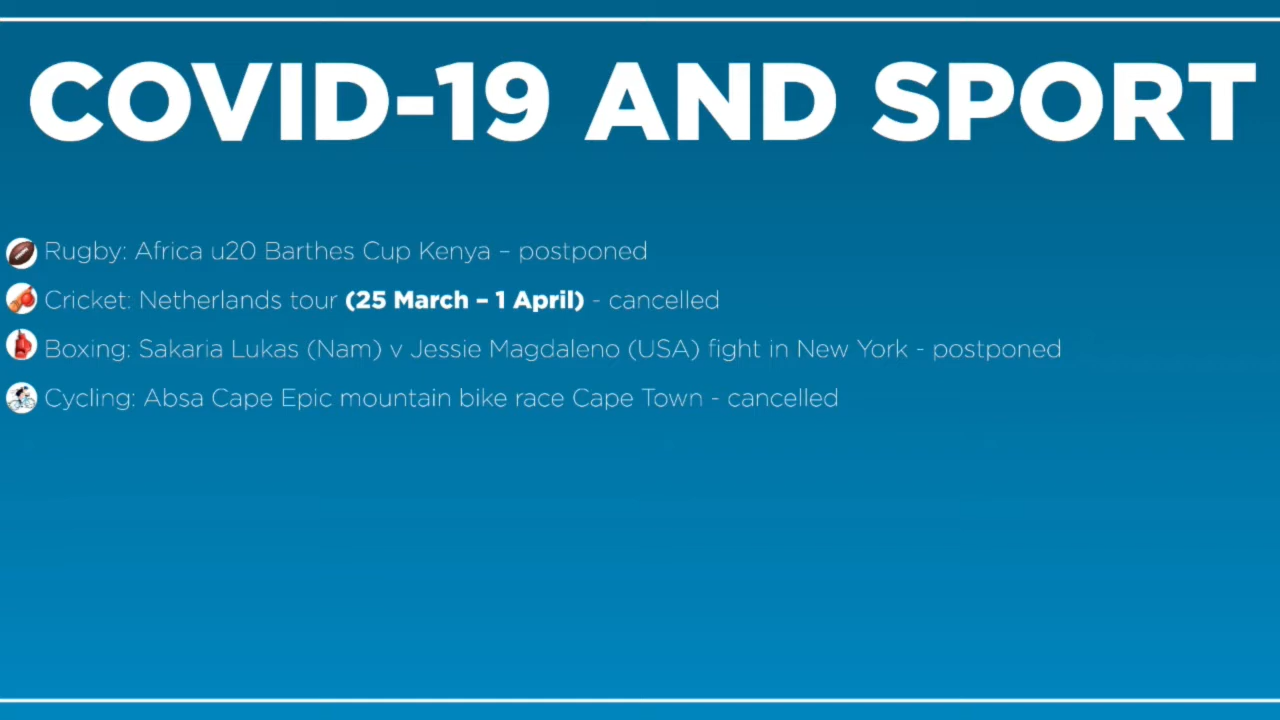 COVID-19 AND SPORT
Rugby: Africa u20 Barthes Cup Kenya – postponed
Cricket: Netherlands tour (25 March – 1 April) - cancelled
Boxing: Sakaria Lukas (Nam) v Jessie Magdaleno (USA) fight in New York - postponed
Cycling: Absa Cape Epic mountain bike race Cape Town - cancelled